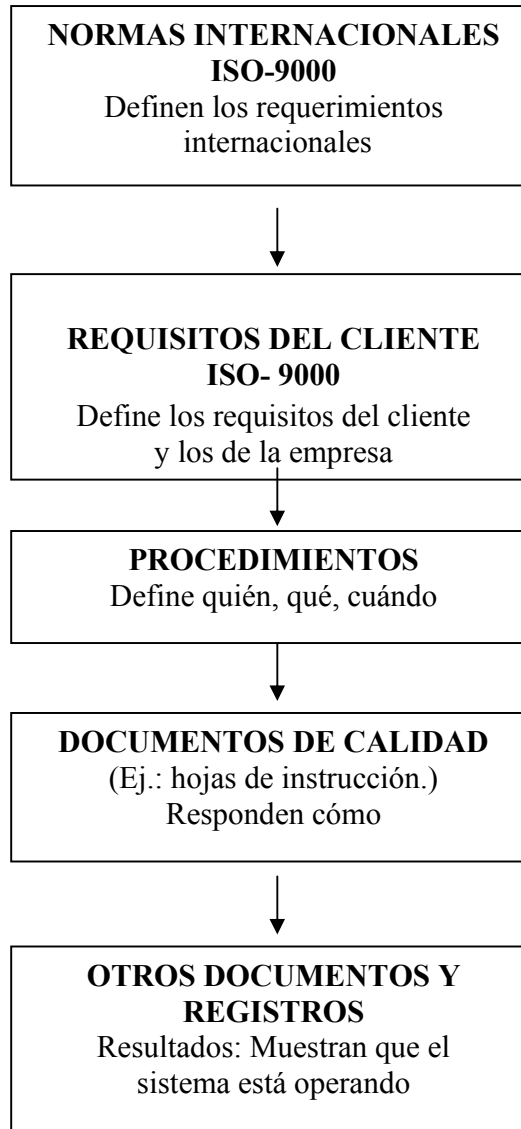 NORMAS INTERNACIONALES
ISO-9000
Definen los requerimientos
internacionales
REQUISITOS DEL CLIENTE
ISO- 9000
Define los requisitos del cliente
y los de la empresa
PROCEDIMIENTOS
Define quién, qué, cuándo
DOCUMENTOS DE CALIDAD
(Ej.: hojas de instrucción.)
Responden cómo
OTROS DOCUMENTOS Y
REGISTROS
Resultados: Muestran que el
sistema está operando